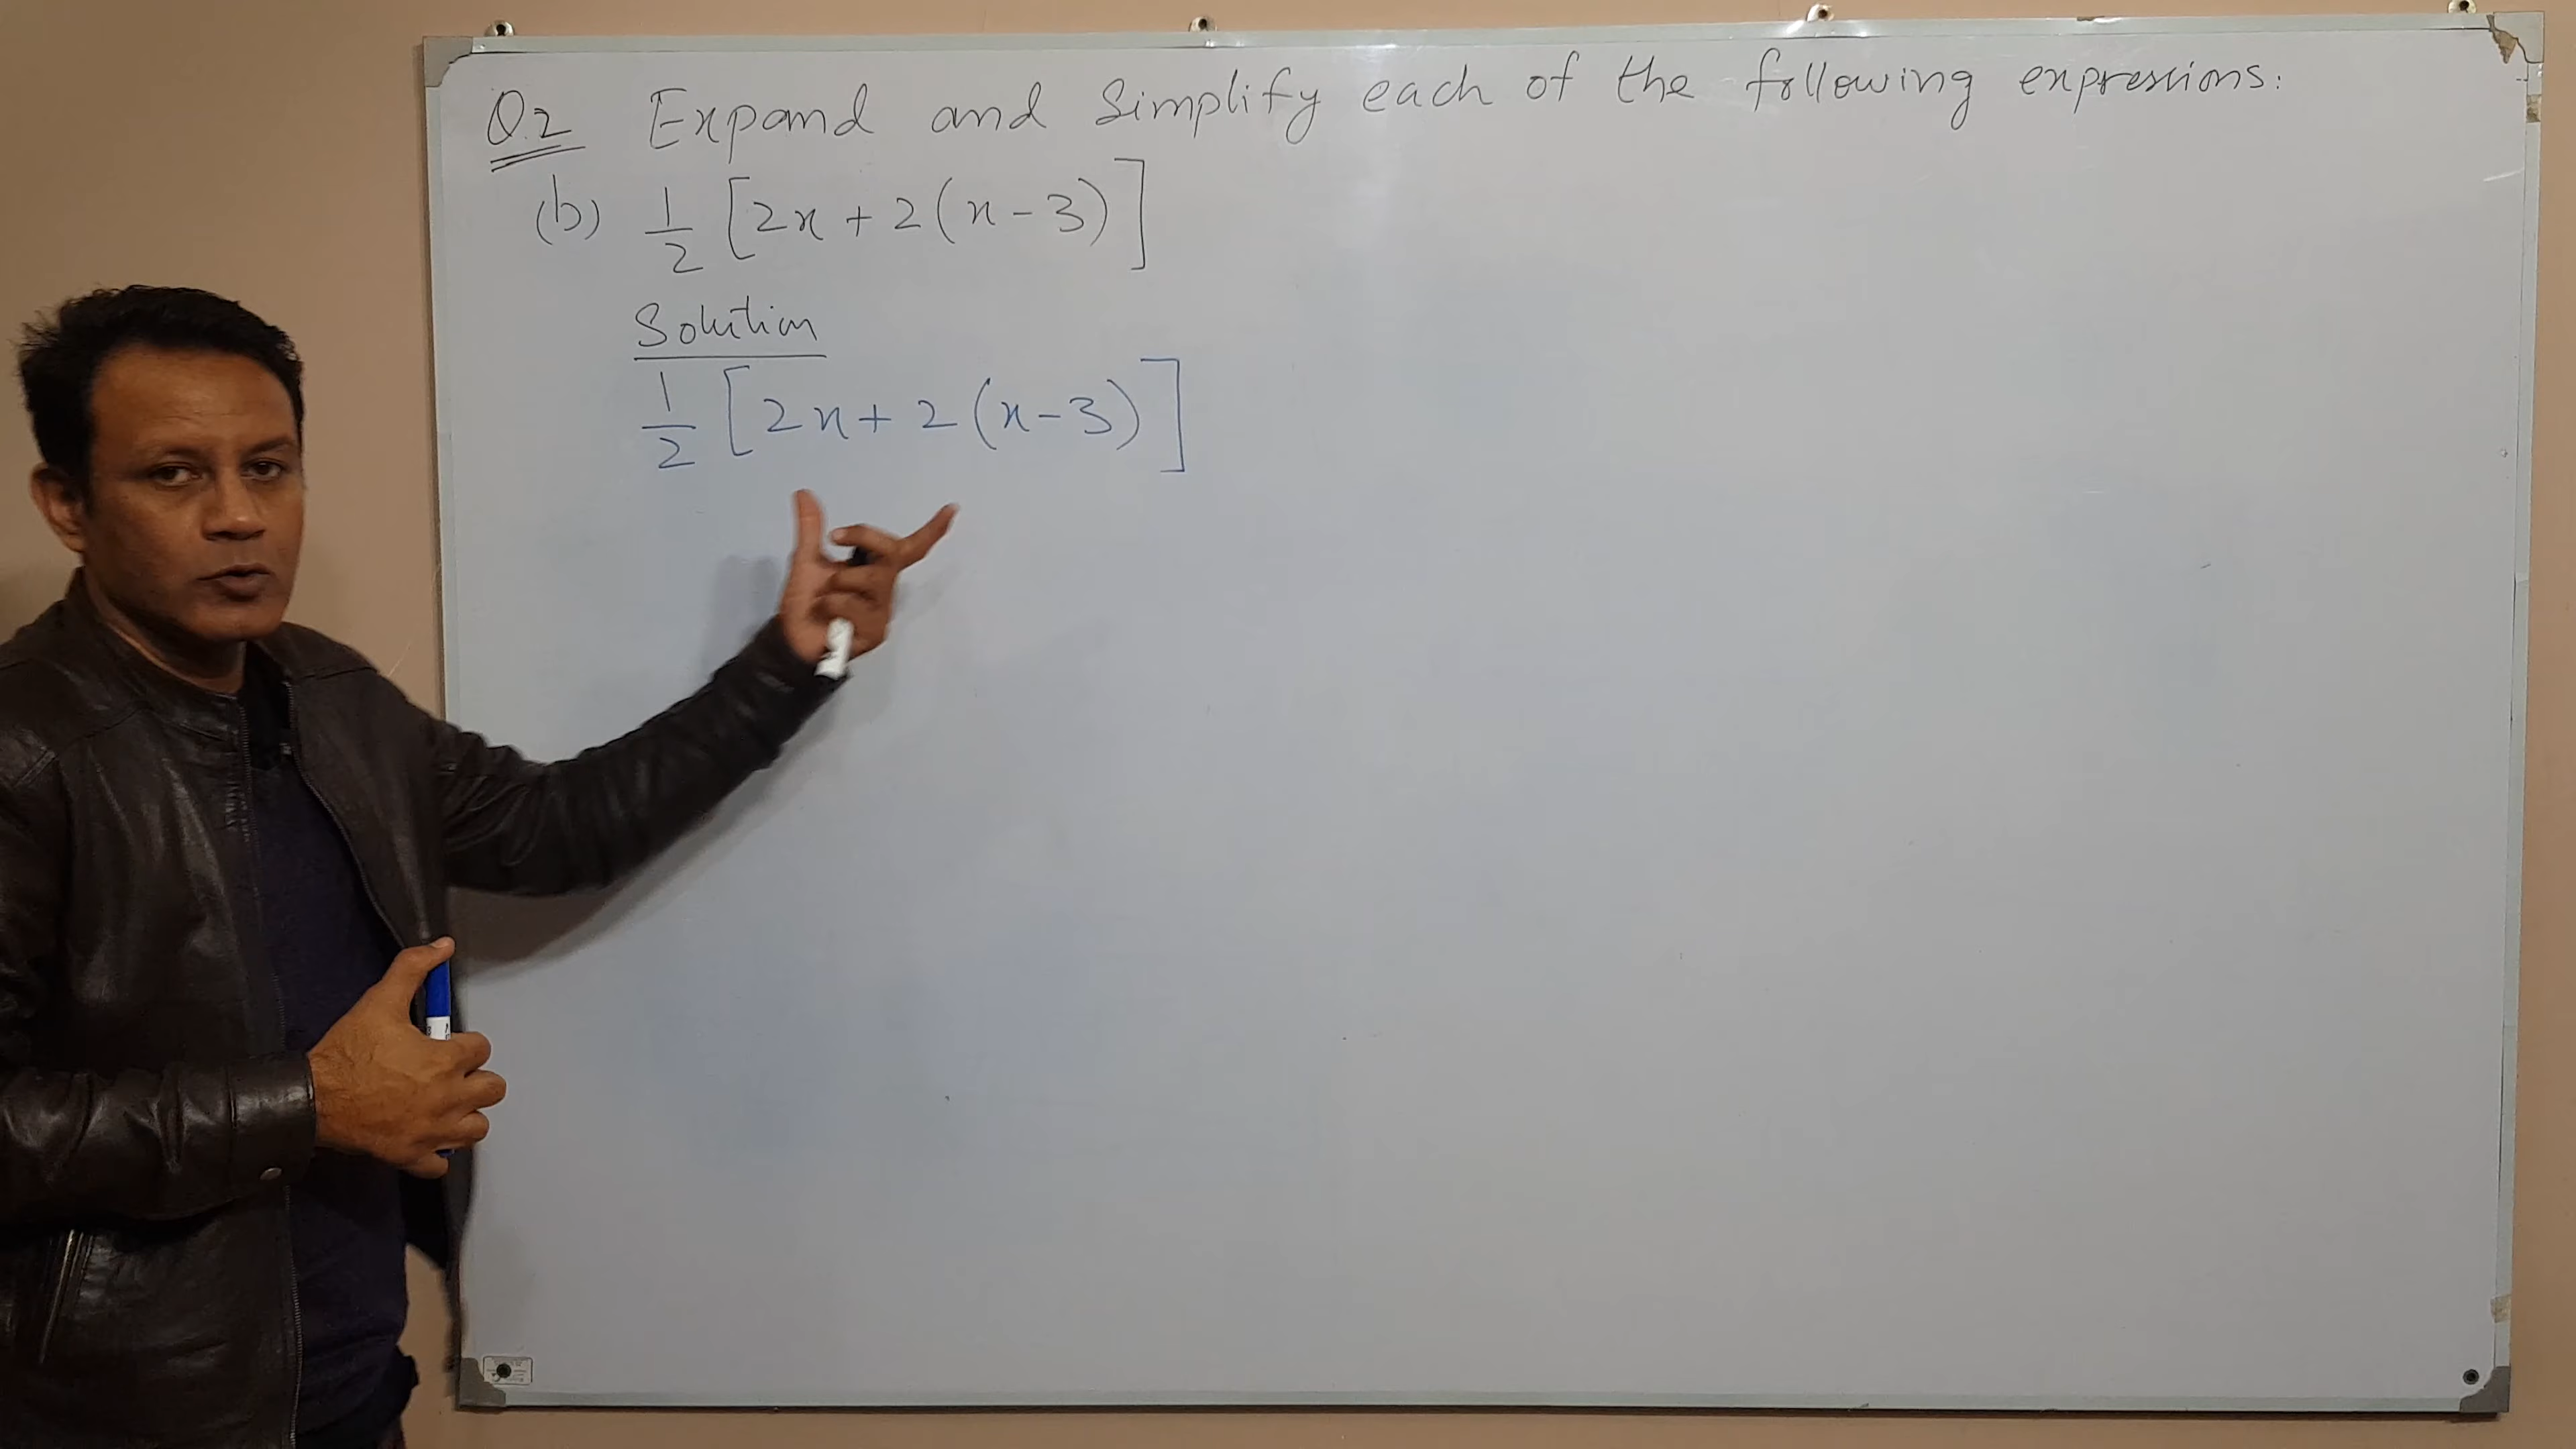 Q.2 Expand and Simplify each of the following expressions:
(b) 1/2 [2x + 2(x - 3)]
Solution
1/2 [2x + 2(x - 3)]